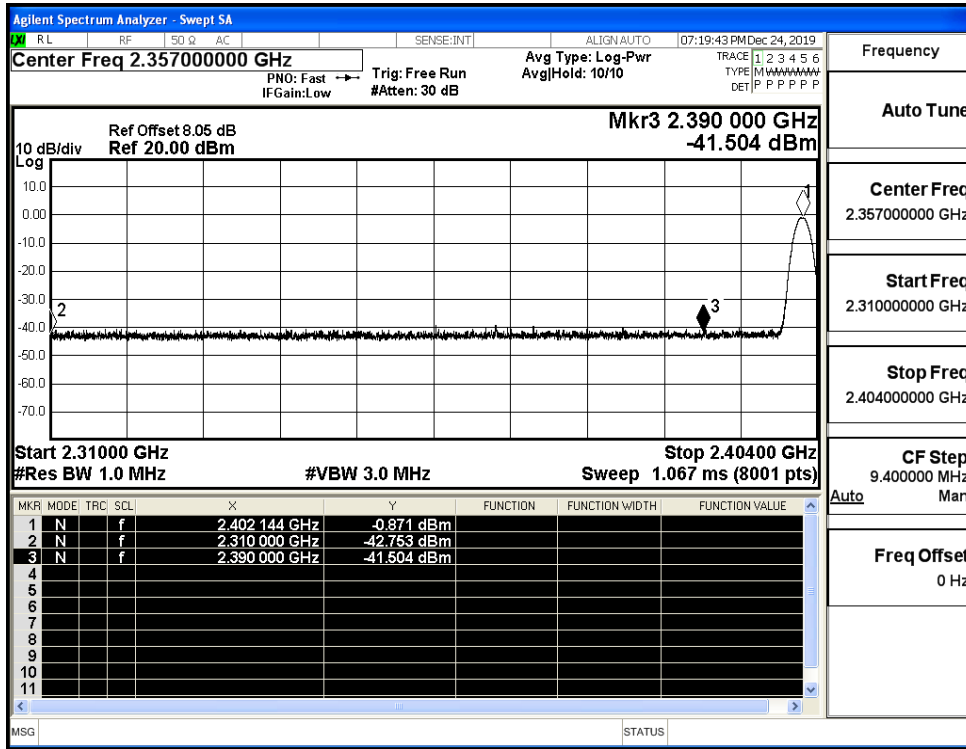 Agilent Spectrum Analyzer - Swept SA
LXI RL RF 50 Ω AC SENSE:INT ALIGN AUTO 07:19:43 PM Dec 24, 2019
Center Freq 2.357000000 GHz
PNO: Fast
IFGain:Low
Trig: Free Run
#Atten: 30 dB
Avg Type: Log-Pwr
Avg|Hold: 10/10
TRACE 1 2 3 4 5 6
TYPE M WWWWW
DET P P P P P P
Mkr3 2.390 000 GHz
-41.504 dBm
Ref Offset 8.05 dB
10 dB/div Ref 20.00 dBm
Log
10.0
0.00
-10.0
-20.0
-30.0
-40.0
-50.0
-60.0
-70.0
1
2
3
Start 2.31000 GHz Stop 2.40400 GHz
#Res BW 1.0 MHz #VBW 3.0 MHz Sweep 1.067 ms (8001 pts)
MKR MODE TRC SCL X Y FUNCTION FUNCTION WIDTH FUNCTION VALUE
1 N f 2.402 144 GHz -0.871 dBm
2 N f 2.310 000 GHz -42.753 dBm
3 N f 2.390 000 GHz -41.504 dBm
4
5
6
7
8
9
10
11
MSG STATUS
Frequency
Auto Tune
Center Freq
2.357000000 GHz
Start Freq
2.310000000 GHz
Stop Freq
2.404000000 GHz
CF Step
9.400000 MHz
Auto Man
Freq Offset
0 Hz